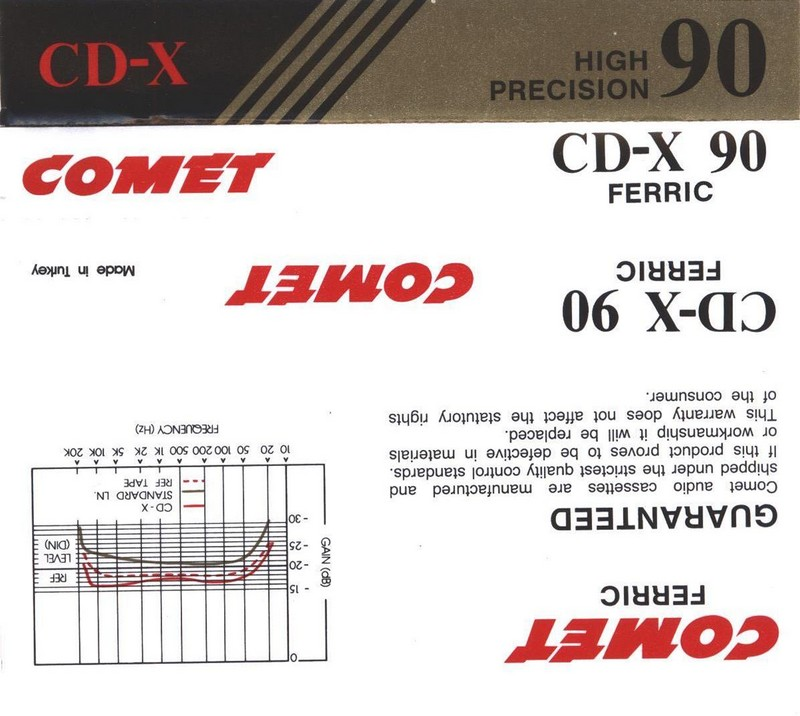 CD-X
HIGH
PRECISION
90
COMET
CD-X 90
FERRIC
Made in Turkey
COMET
CD-X 90
FERRIC
COMET
FERRIC
GUARANTEED
Comet audio cassettes are manufactured and
shipped under the strictest quality control standards.
If this product proves to be defective in materials
or workmanship it will be replaced.
This warranty does not affect the statutory rights
of the consumer.
GAIN (dB)
0
- 15
- 20
- 25
- 30
REF
LEVEL
(DIN)
CD - X
STANDARD LN.
REF TAPE
10 20 50 100 200 500 1K 2K 5K 10K 20K
FREQUENCY (Hz)